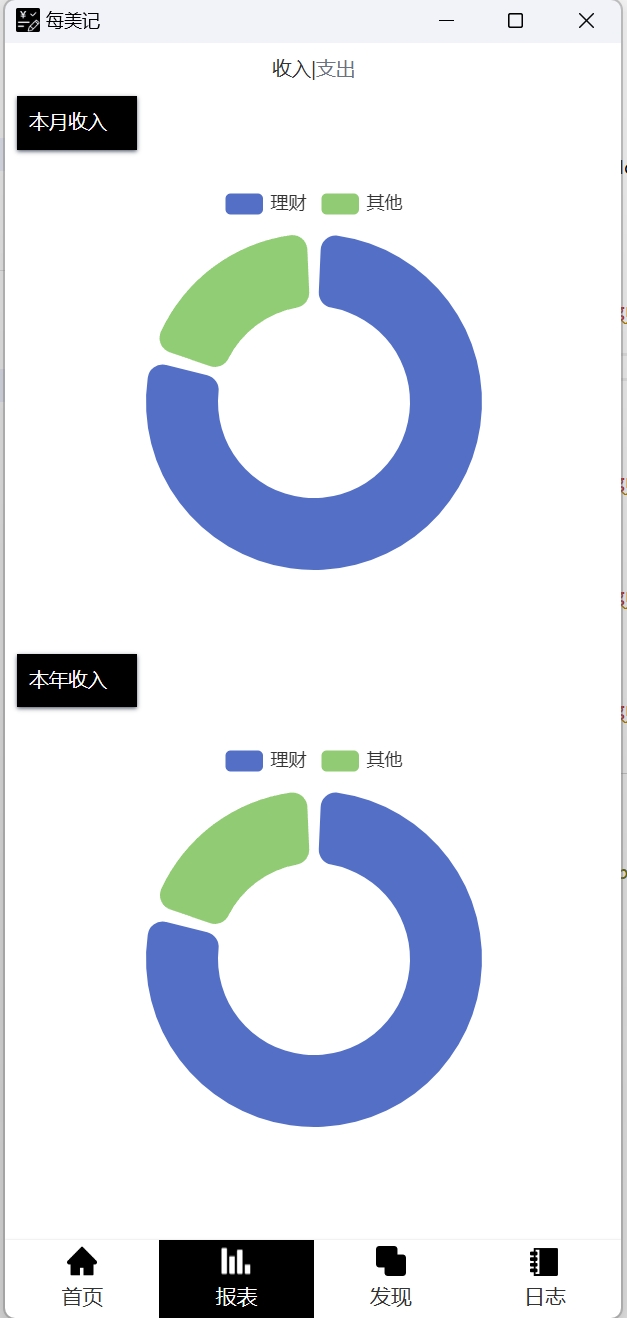 每美记
收入|支出
本月收入
理财 其他
本年收入
理财 其他
首页 报表 发现 日志